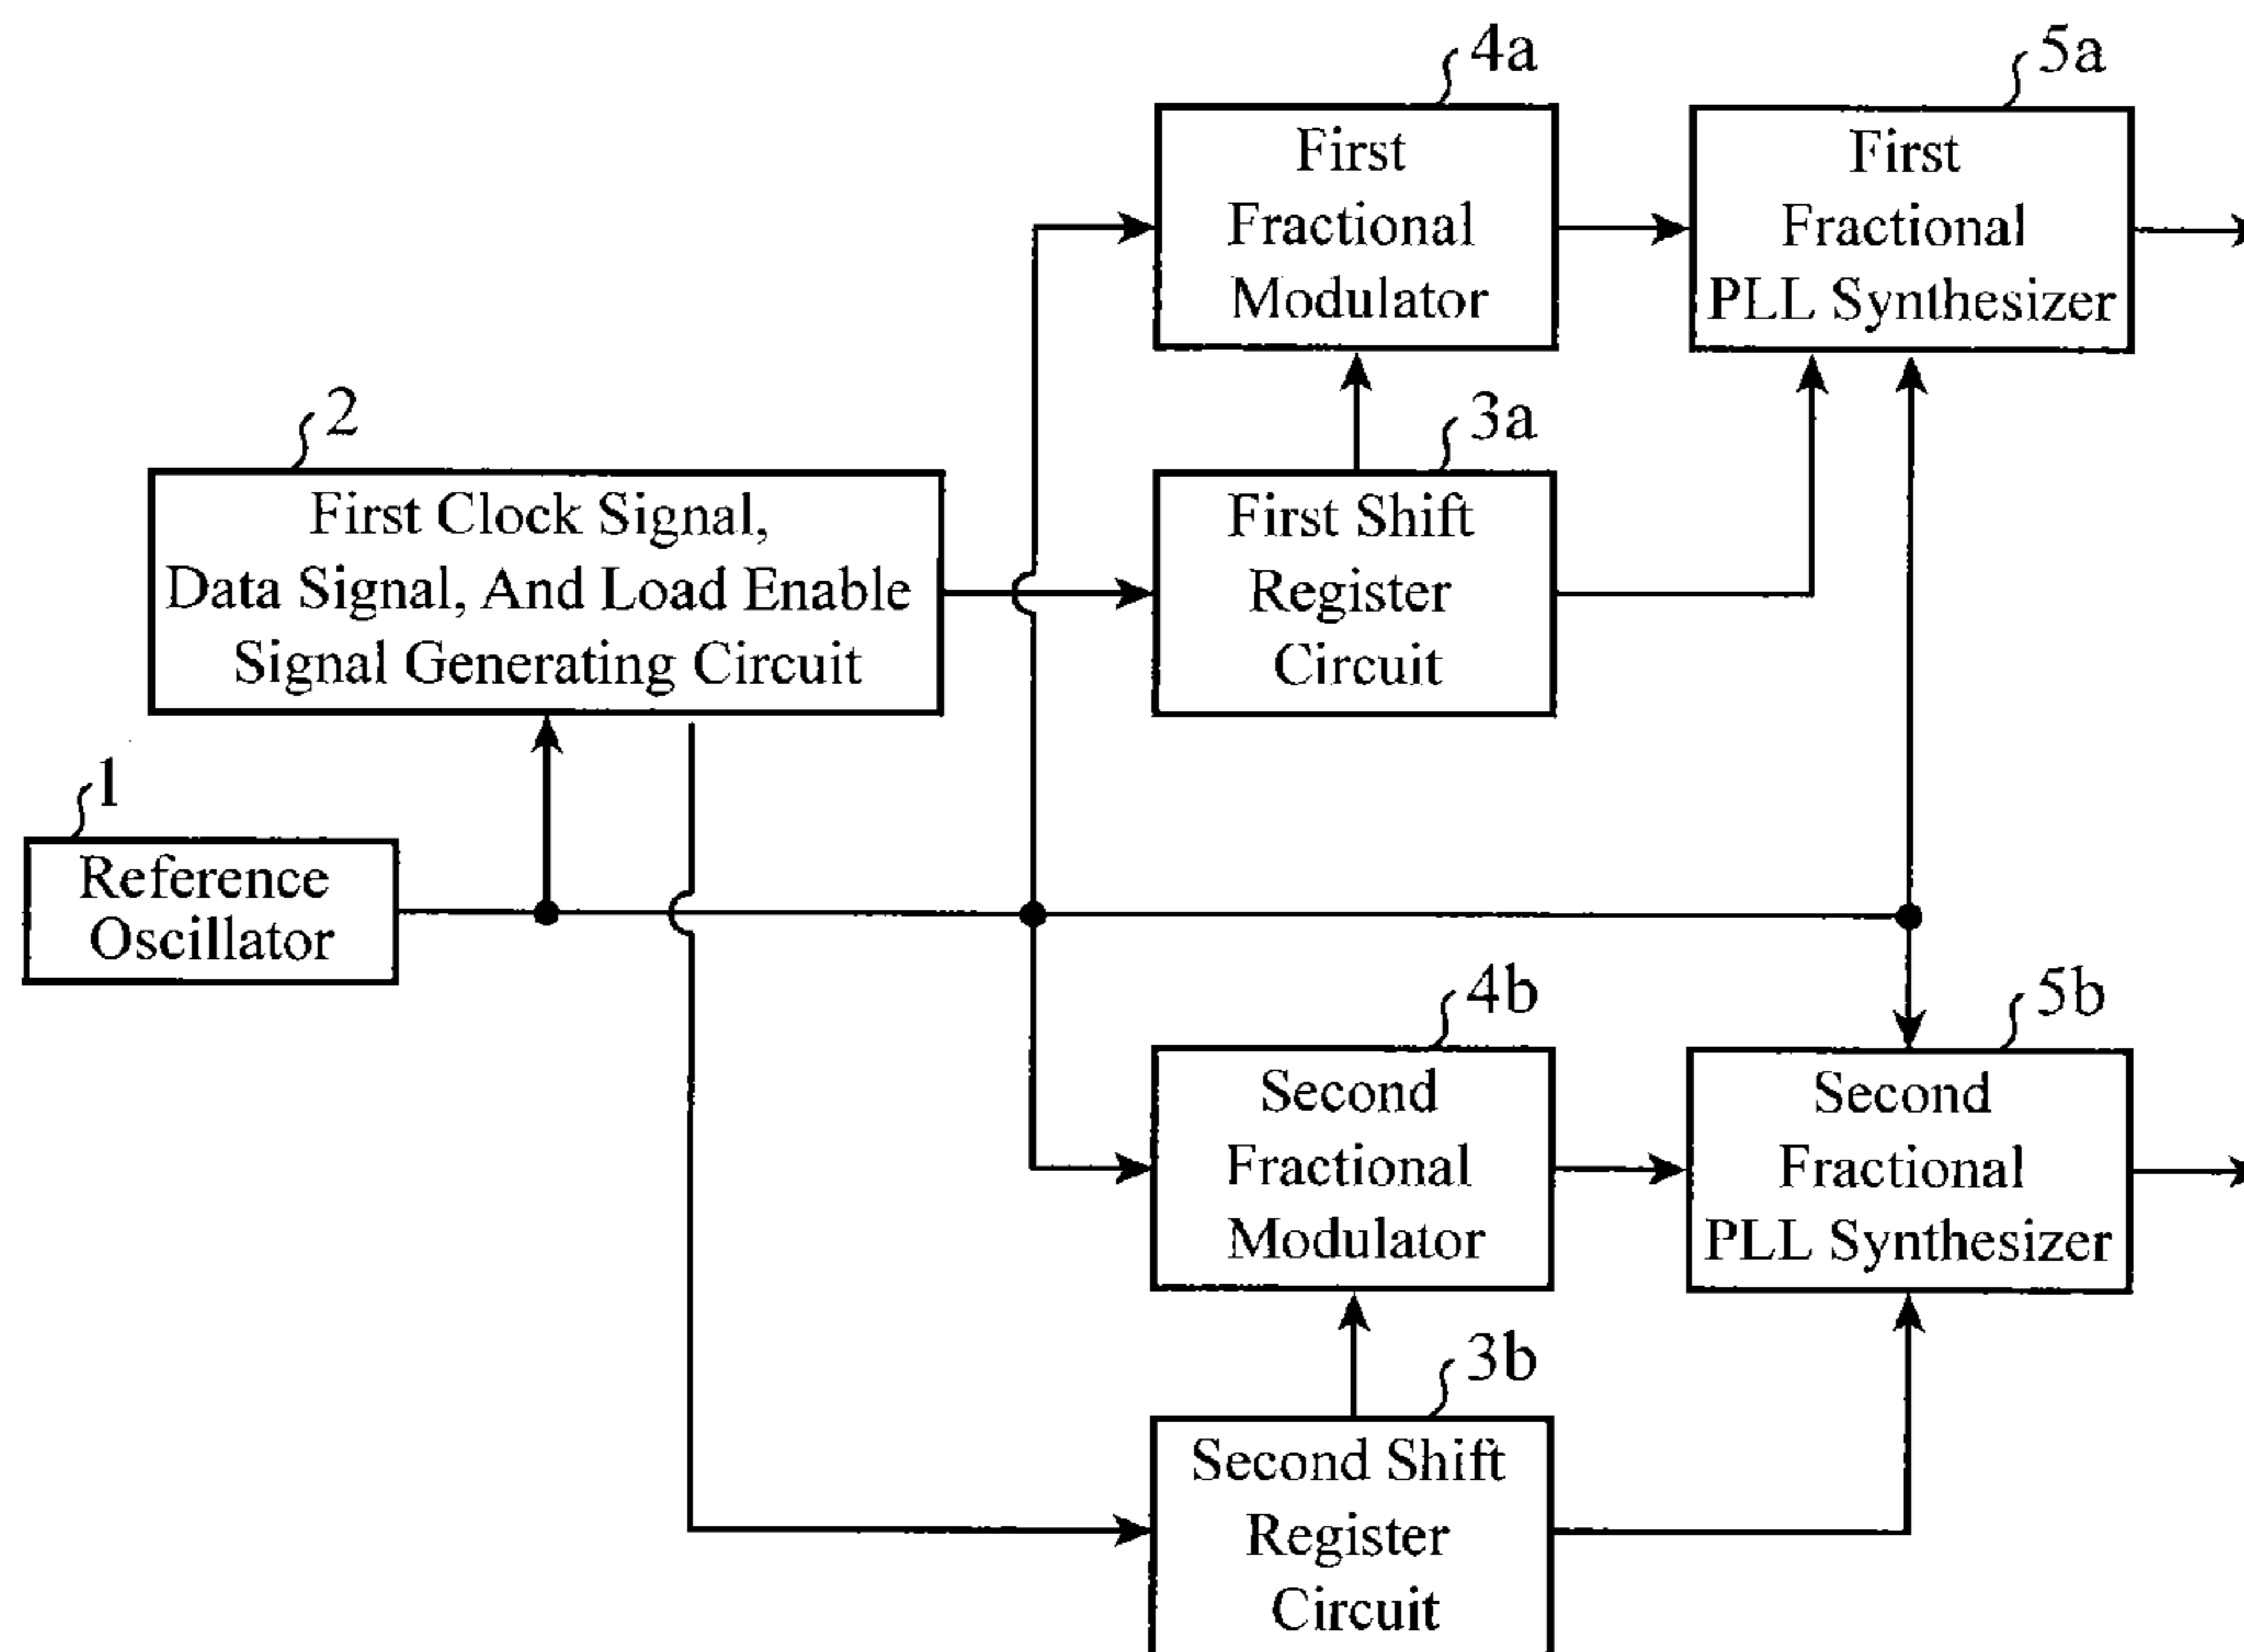 4a
5a
First
Fractional
Modulator
First
Fractional
PLL Synthesizer
2
3a
First Clock Signal,
Data Signal, And Load Enable
Signal Generating Circuit
First Shift
Register
Circuit
1
Reference
Oscillator
4b
5b
Second
Fractional
Modulator
Second
Fractional
PLL Synthesizer
3b
Second Shift
Register
Circuit